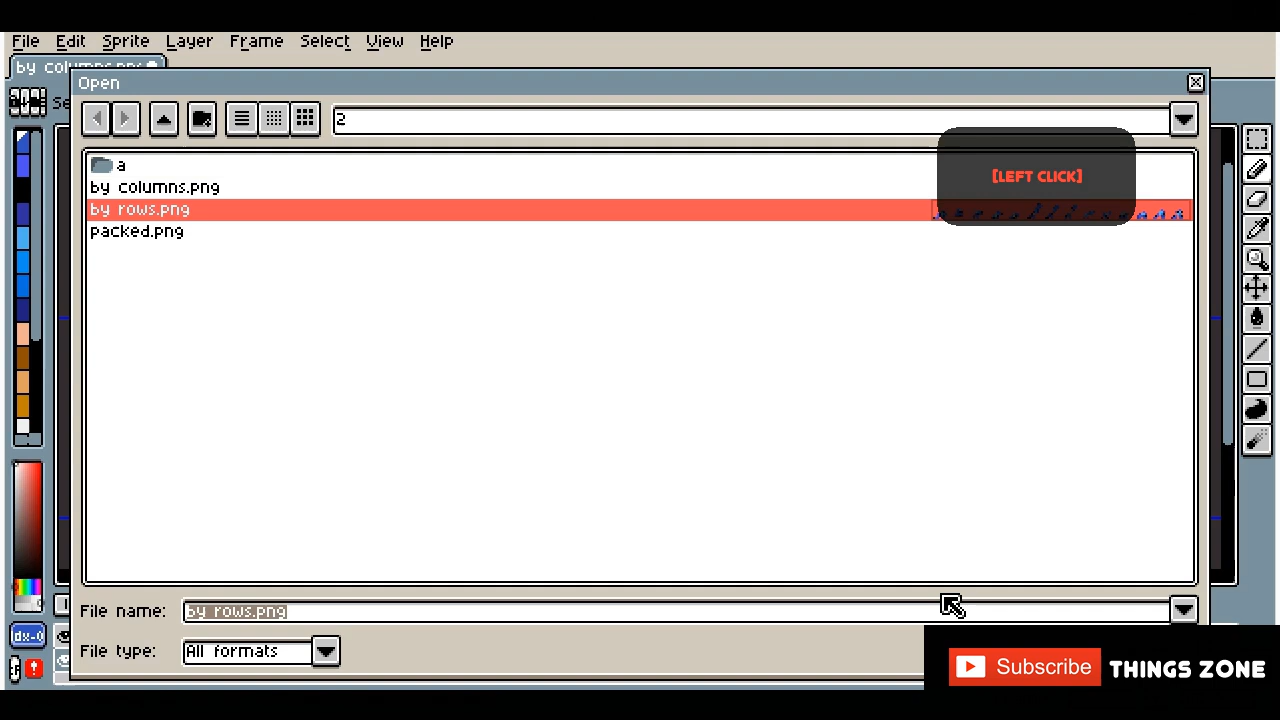 File Edit Sprite Layer Frame Select View Help
Open
2
a
[LEFT CLICK]
by columns.png
by rows.png
packed.png
File name: by rows.png
File type: All formats
Subscribe THINGS ZONE